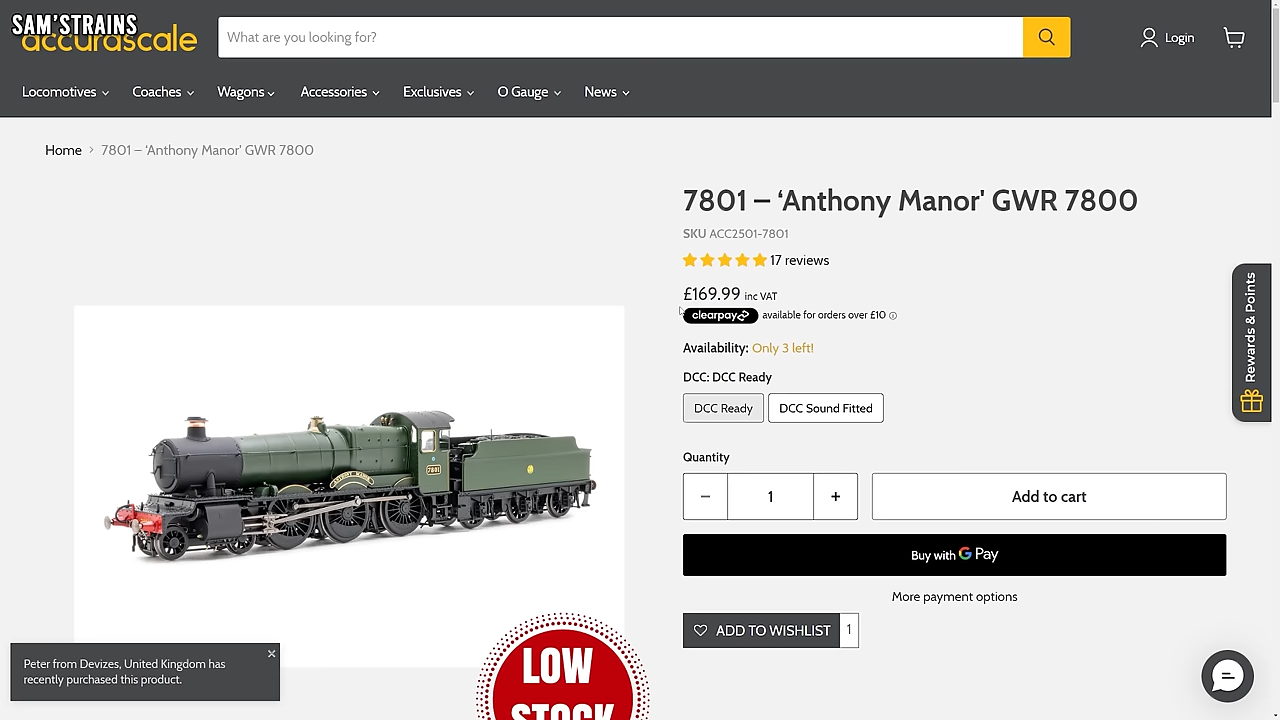 SAM'STRAINS
accurascale
What are you looking for?
Login
Locomotives
Coaches
Wagons
Accessories
Exclusives
O Gauge
News
Home › 7801 – ‘Anthony Manor' GWR 7800
7801 – ‘Anthony Manor' GWR 7800
SKU ACC2501-7801
17 reviews
£169.99 inc VAT
clearpay available for orders over £10
Availability: Only 3 left!
DCC: DCC Ready
DCC Ready
DCC Sound Fitted
Quantity
− 1 +
Add to cart
Buy with G Pay
More payment options
ADD TO WISHLIST 1
Rewards & Points
7801
ANTHONY MANOR
LOW
STOCK
Peter from Devizes, United Kingdom has
recently purchased this product.